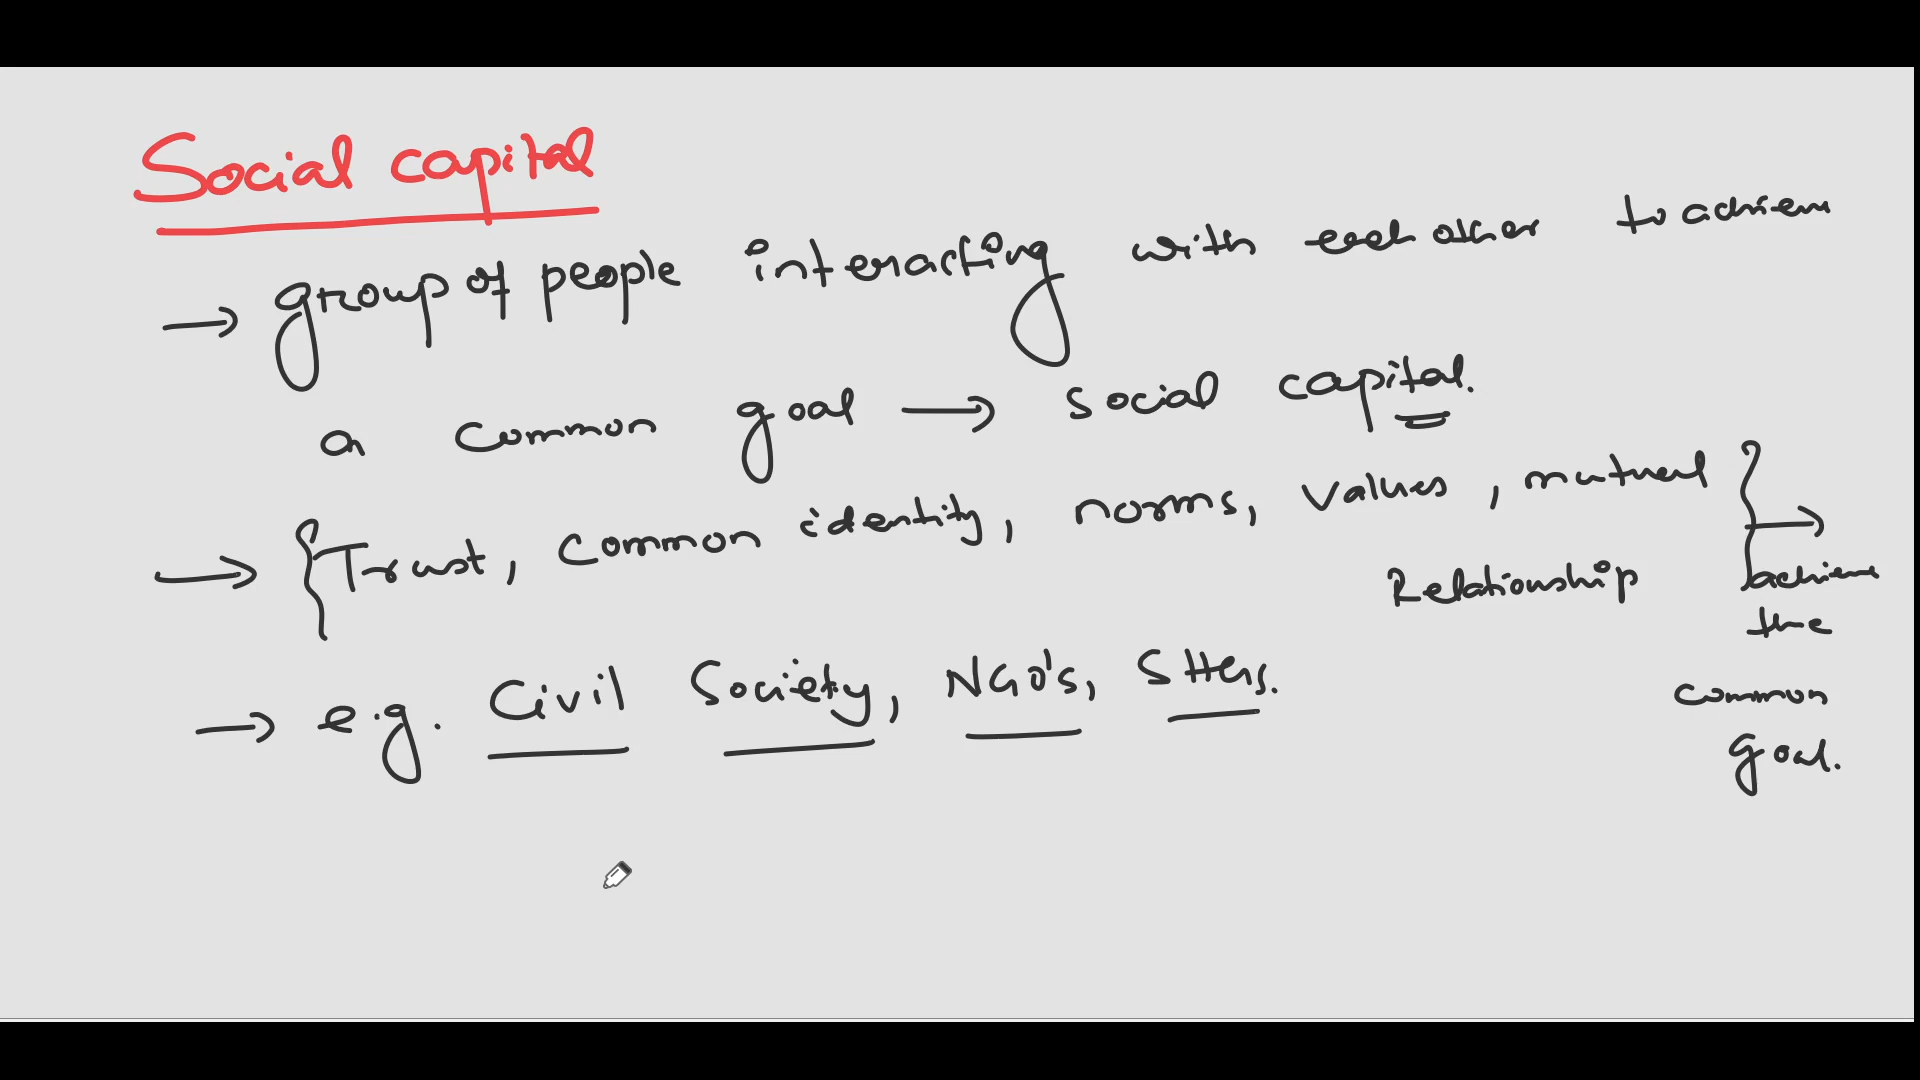 Social capital
→ group of people interacting with each other to achieve
a common goal → social capital.
→ { Trust, common identity, norms, values, mutual } →
Relationship
achieve
the
common
goal.
→ e.g. Civil Society, NGO's, SHGs.